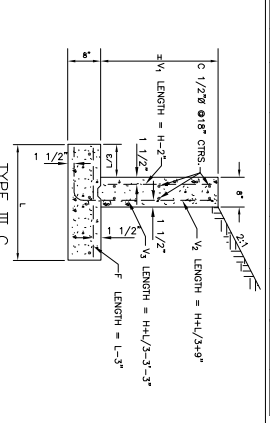 C 1/2"Ø @18" CTRS.
V1 LENGTH = H-2"
1 1/2"
8"
2:1
H
V2 LENGTH = H+L/3+9"
1 1/2"
V3 LENGTH = H+L/3-3'-3"
8"
L/3
1 1/2"
1 1/2"
F LENGTH = L-3"
L
TYPE III C